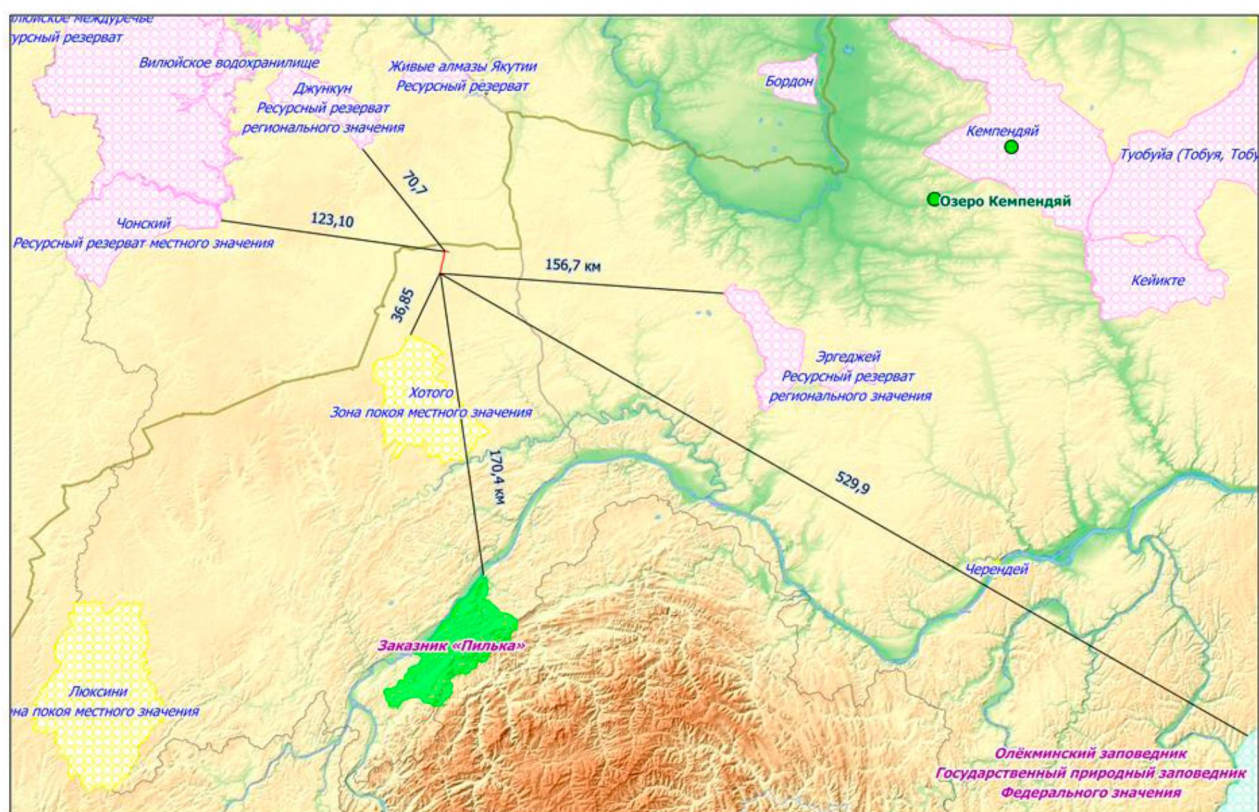 люйское междуречье
урсный резерват
Вилюйское водохранилище
Живые алмазы Якутии
Ресурсный резерват
Джункун
Ресурсный резерват
регионального значения
Бордон
Кемпендяй
Туобуйа (Тобуя, Тобу
Озеро Кемпендяй
70,7
123,10
Чонский
Ресурсный резерват местного значения
156,7 км
Кейикте
36,85
Эргеджей
Ресурсный резерват
регионального значения
Хотого
Зона покоя местного значения
170,4 км
529,9
Черендей
Заказник «Пилька»
Люксини
на покоя местного значения
Олёкминский заповедник
Государственный природный заповедник
Федерального значения